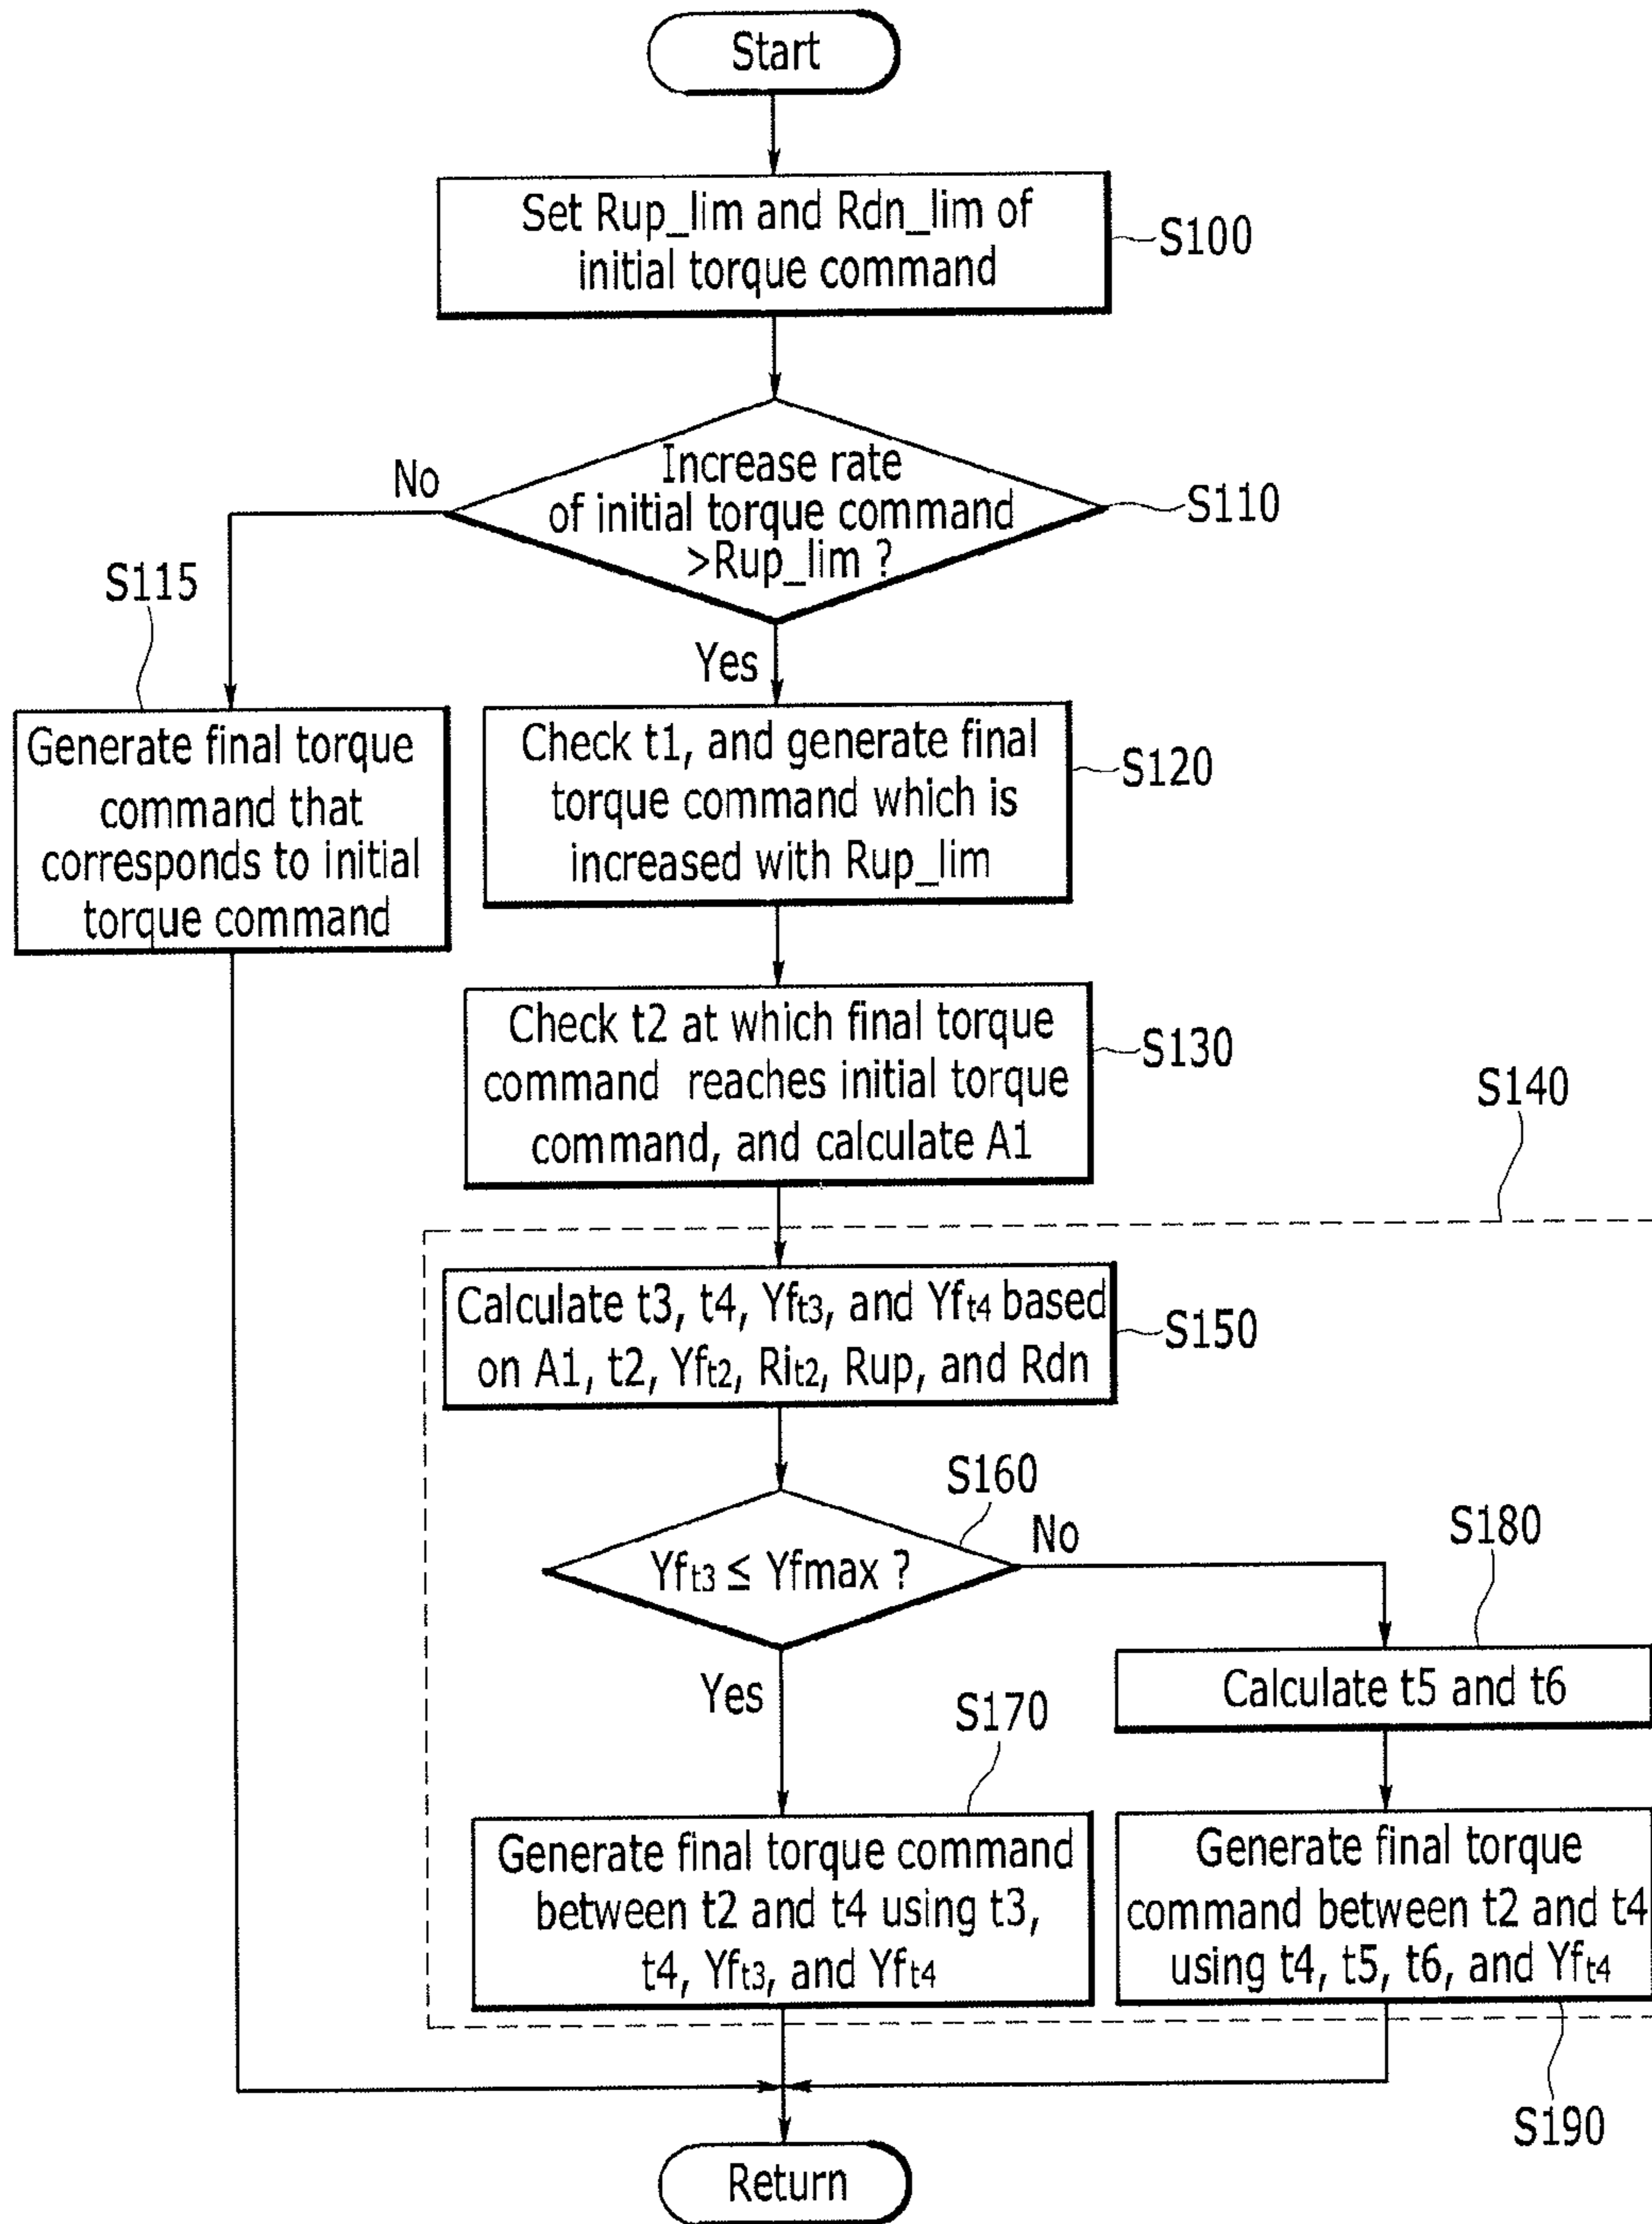 Start
Set Rup_lim and Rdn_lim of
initial torque command
S100
Increase rate
of initial torque command
>Rup_lim ?
S110
No
Yes
S115
Generate final torque
command that
corresponds to initial
torque command
Check t1, and generate final
torque command which is
increased with Rup_lim
S120
Check t2 at which final torque
command reaches initial torque
command, and calculate A1
S130
S140
Calculate t3, t4, Yft3, and Yft4 based
on A1, t2, Yft2, Rit2, Rup, and Rdn
S150
S160
Yft3 ≤ Yfmax ?
No
Yes
S180
Calculate t5 and t6
S170
Generate final torque command
between t2 and t4 using t3,
t4, Yft3, and Yft4
Generate final torque
command between t2 and t4
using t4, t5, t6, and Yft4
S190
Return